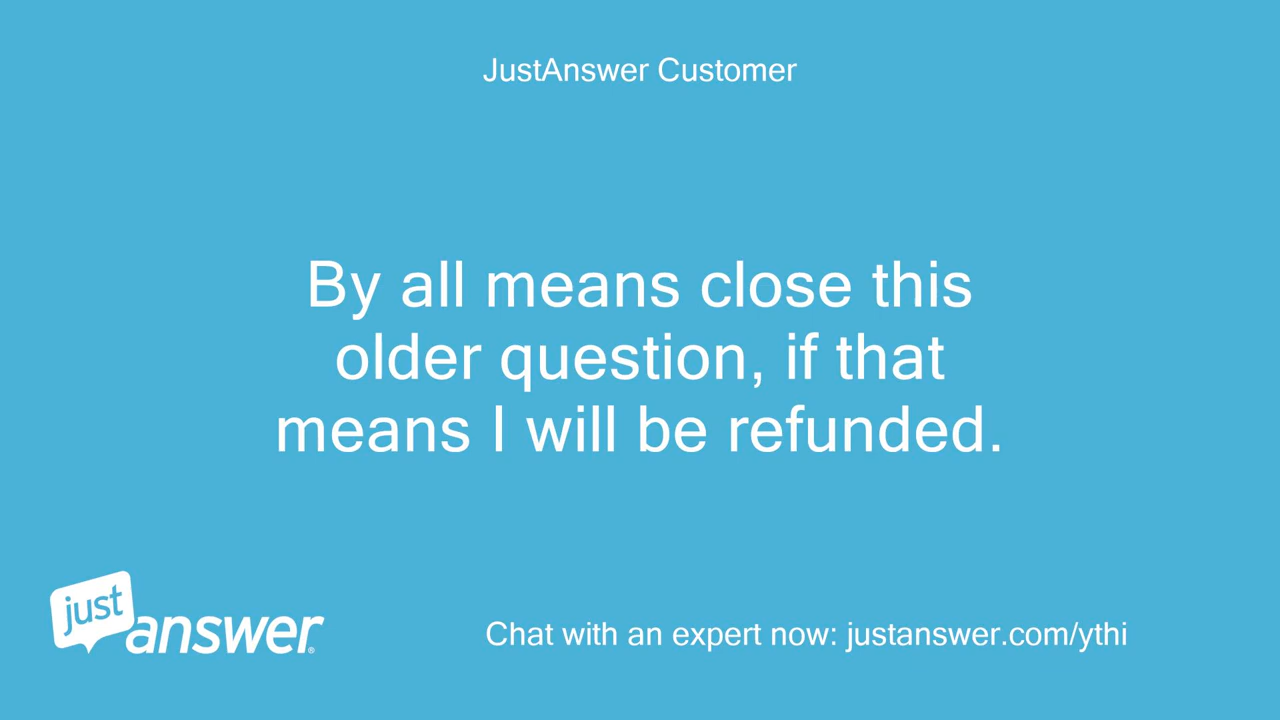 JustAnswer Customer
By all means close this
older question, if that
means I will be refunded.
just
answer®
Chat with an expert now: justanswer.com/ythi